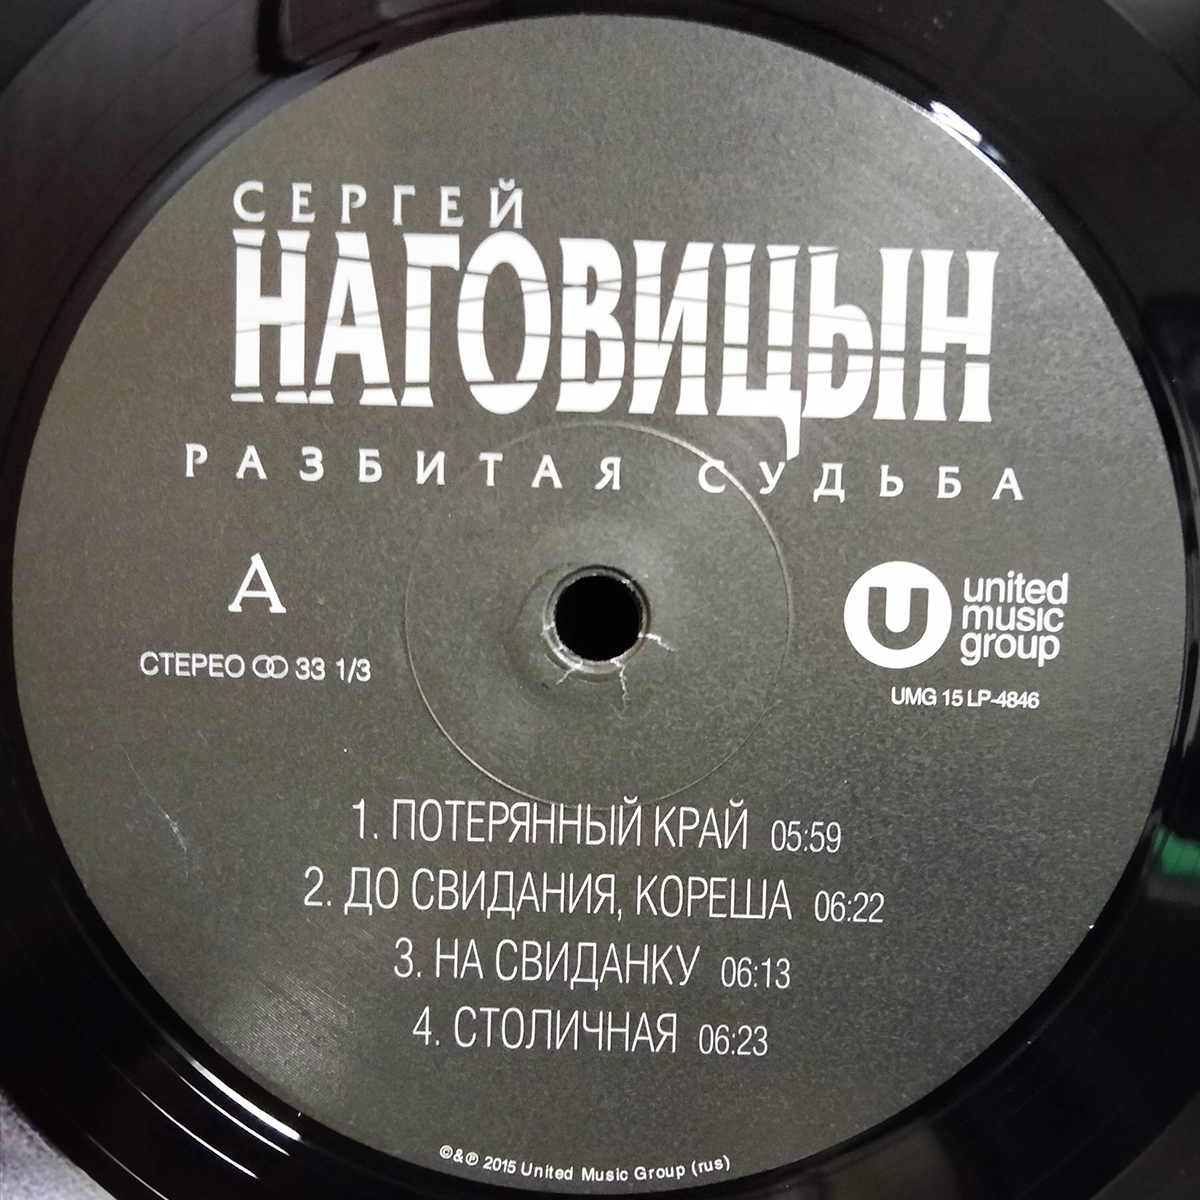 СЕРГЕЙ
НАГОВИЦЫН
РАЗБИТАЯ СУДЬБА
A
СТЕРЕО 33 1/3
U united
music
group
UMG 15 LP-4846
1. ПОТЕРЯННЫЙ КРАЙ 05:59
2. ДО СВИДАНИЯ, КОРЕША 06:22
3. НА СВИДАНКУ 06:13
4. СТОЛИЧНАЯ 06:23
©&℗ 2015 United Music Group (rus)